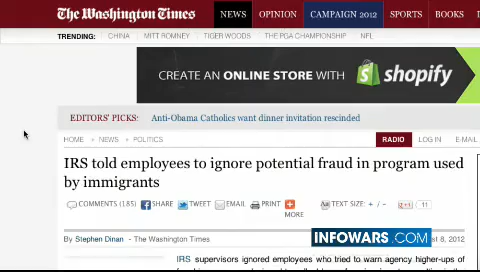 The Washington Times
NEWS OPINION CAMPAIGN 2012 SPORTS BOOKS
TRENDING: CHINA MITT ROMNEY TIGER WOODS THE PGA CHAMPIONSHIP NFL
CREATE AN ONLINE STORE WITH shopify
EDITORS' PICKS: Anti-Obama Catholics want dinner invitation rescinded
HOME NEWS POLITICS RADIO LOG IN E-MAIL
IRS told employees to ignore potential fraud in program used
by immigrants
COMMENTS (185) SHARE TWEET EMAIL PRINT MORE TEXT SIZE: + / - +1 11
By Stephen Dinan - The Washington Times INFOWARS.com 8, 2012
IRS supervisors ignored employees who tried to warn agency higher-ups of